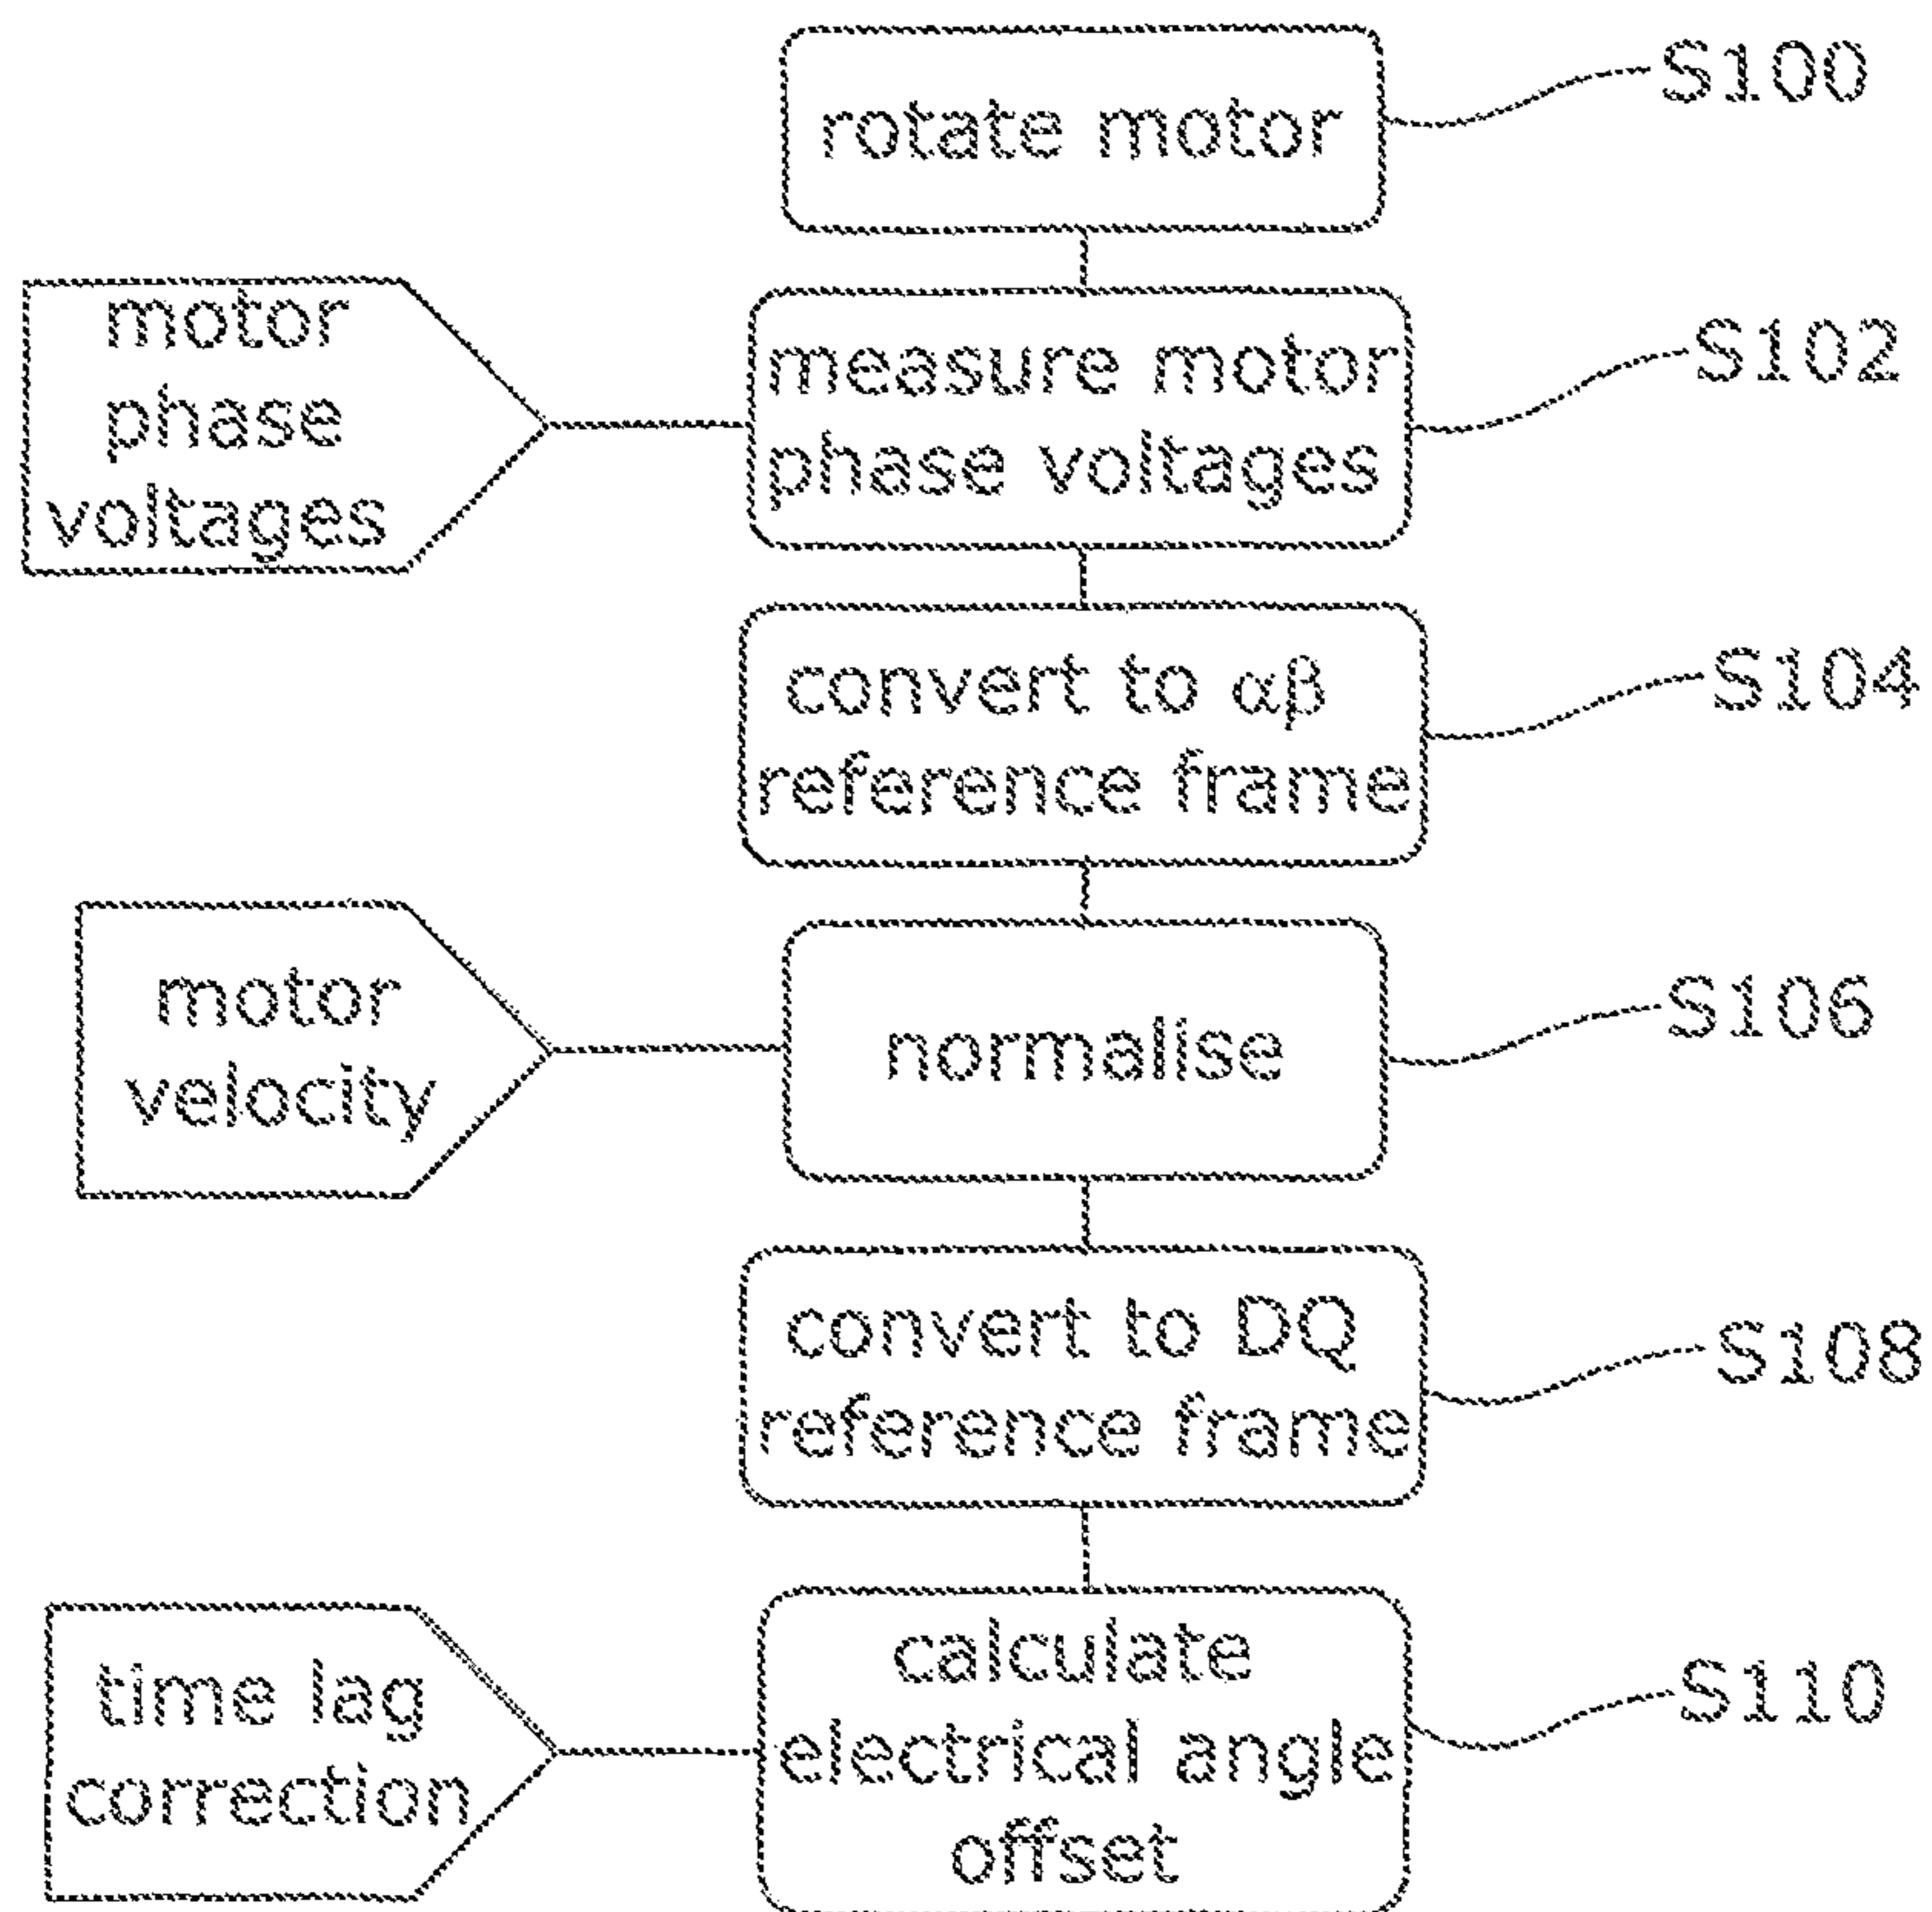 rotate motor
S100
motor
phase
voltages
measure motor
phase voltages
S102
convert to αβ
reference frame
S104
motor
velocity
normalise
S106
convert to DQ
reference frame
S108
time lag
correction
calculate
electrical angle
offset
S110